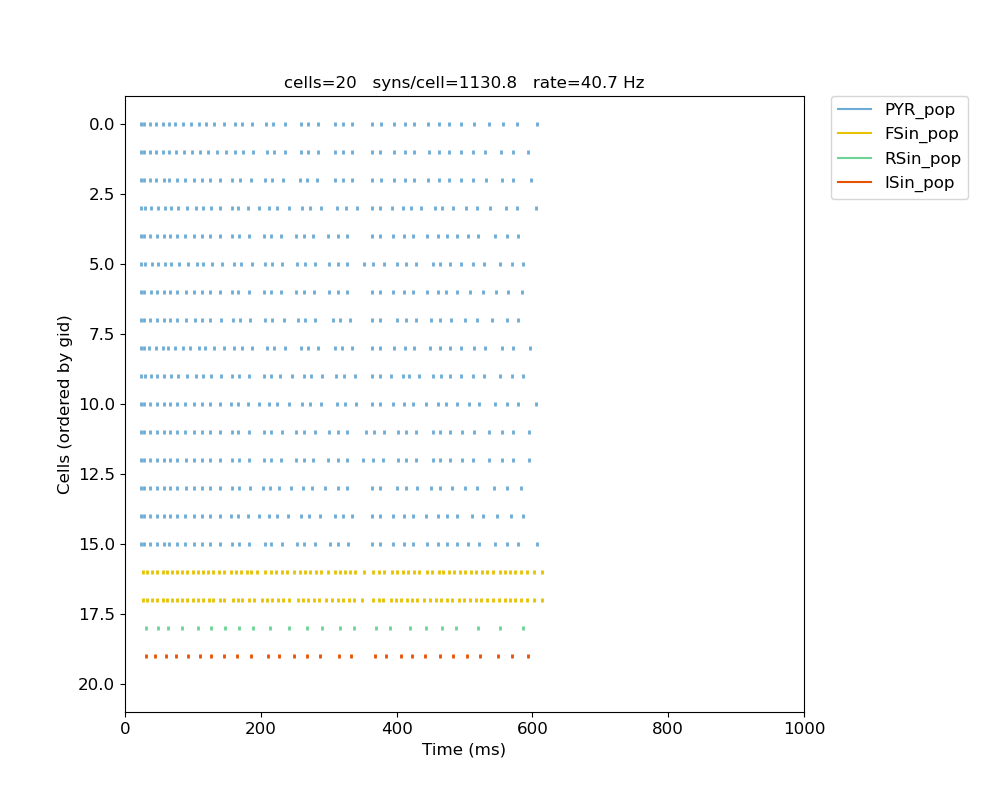 cells=20   syns/cell=1130.8   rate=40.7 Hz
PYR_pop
FSin_pop
RSin_pop
ISin_pop
Cells (ordered by gid)
0.0
2.5
5.0
7.5
10.0
12.5
15.0
17.5
20.0
0 200 400 600 800 1000
Time (ms)